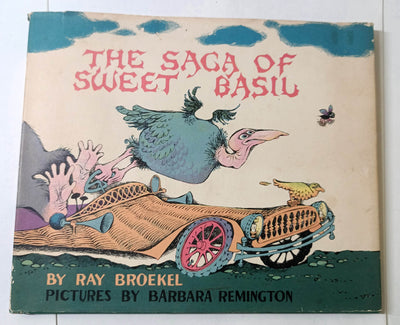 THE SAGA OF
SWEET BASIL
BY RAY BROEKEL
PICTURES BY BARBARA REMINGTON